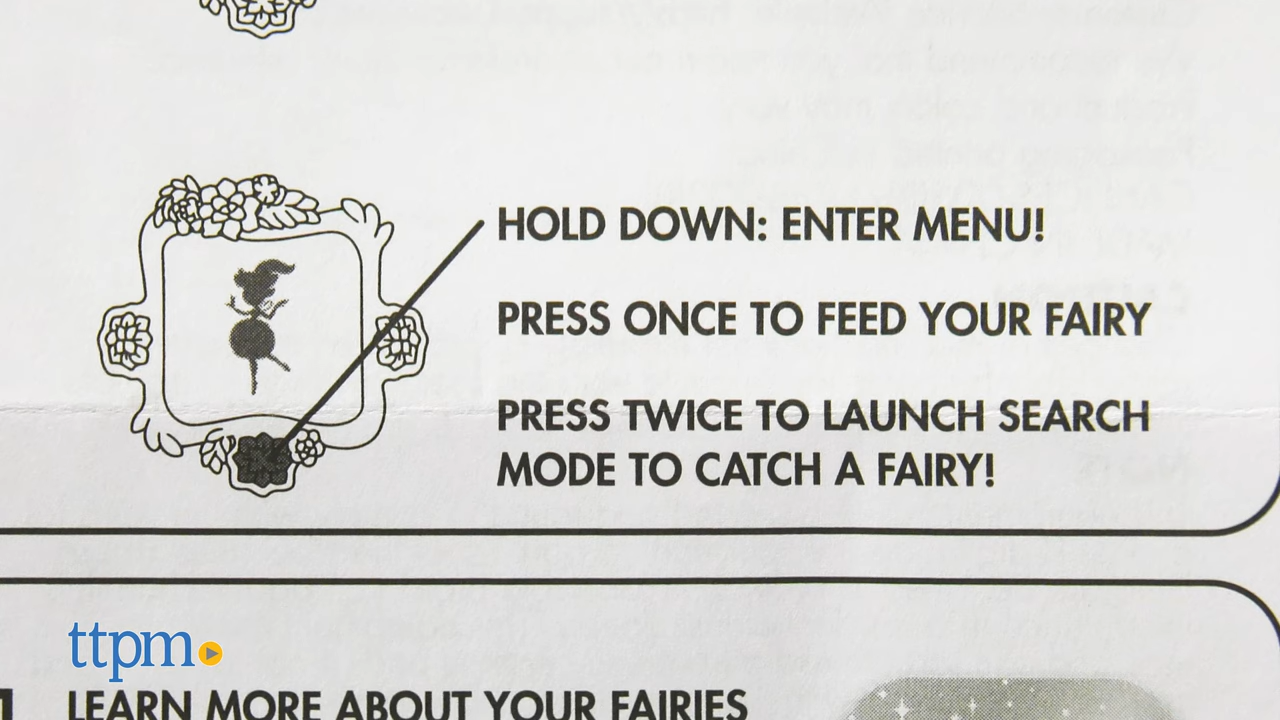 HOLD DOWN: ENTER MENU!
PRESS ONCE TO FEED YOUR FAIRY
PRESS TWICE TO LAUNCH SEARCH
MODE TO CATCH A FAIRY!
ttpm
1 LEARN MORE ABOUT YOUR FAIRIES